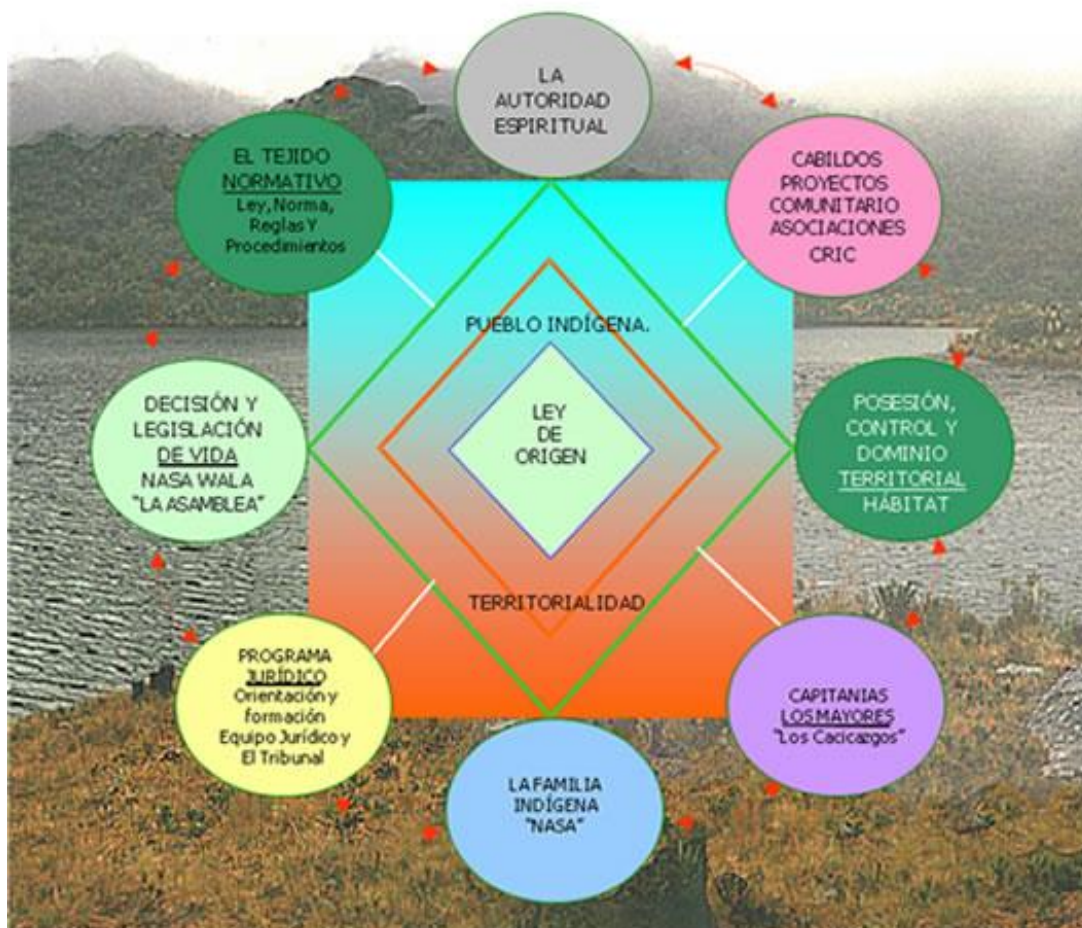 LA
AUTORIDAD
ESPIRITUAL
EL TEJIDO
NORMATIVO
Ley, Norma,
Reglas Y
Procedimientos
CABILDOS
PROYECTOS
COMUNITARIO
ASOCIACIONES
CRIC
PUEBLO INDÍGENA.
DECISIÓN Y
LEGISLACIÓN
DE VIDA
NASA WALA
"LA ASAMBLEA"
LEY
DE
ORIGEN
POSESIÓN,
CONTROL Y
DOMINIO
TERRITORIAL
HÁBITAT
TERRITORIALIDAD
PROGRAMA
JURÍDICO
Orientación y
formación
Equipo Jurídico y
El Tribunal
CAPITANIAS
LOS MAYORES
"Los Cacicazgos"
LA FAMILIA
INDÍGENA
"NASA"